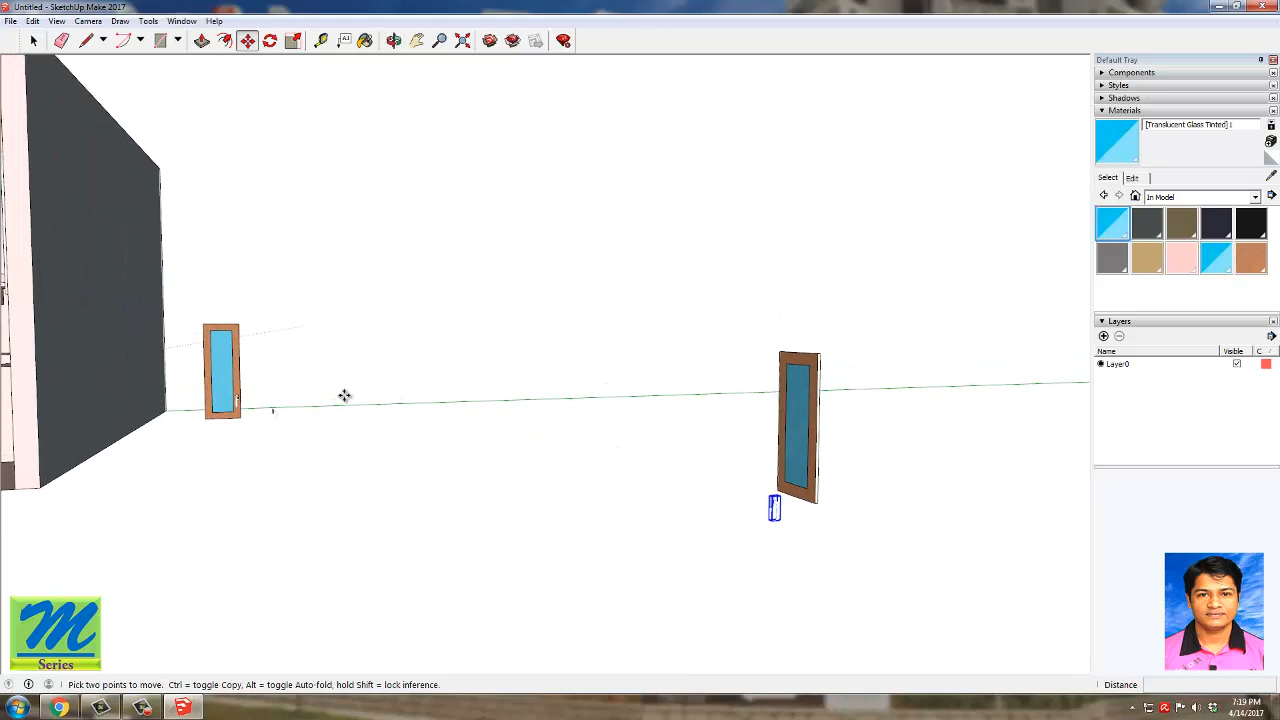 Untitled - SketchUp Make 2017
File Edit View Camera Draw Tools Window Help
Default Tray
Components
Styles
Shadows
Materials
[Translucent Glass Tinted] 1
Select Edit
In Model
Layers
Name Visible C
Layer0
M
Series
Pick two points to move. Ctrl = toggle Copy, Alt = toggle Auto-fold, hold Shift = lock inference.
Distance
7:19 PM
4/14/2017